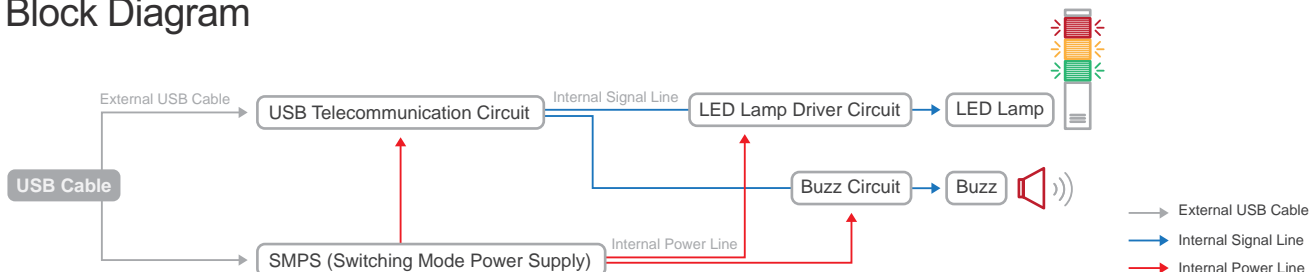 Block Diagram
External USB Cable
USB Telecommunication Circuit
Internal Signal Line
LED Lamp Driver Circuit
LED Lamp
USB Cable
Buzz Circuit
Buzz
SMPS (Switching Mode Power Supply)
Internal Power Line
External USB Cable
Internal Signal Line
Internal Power Line